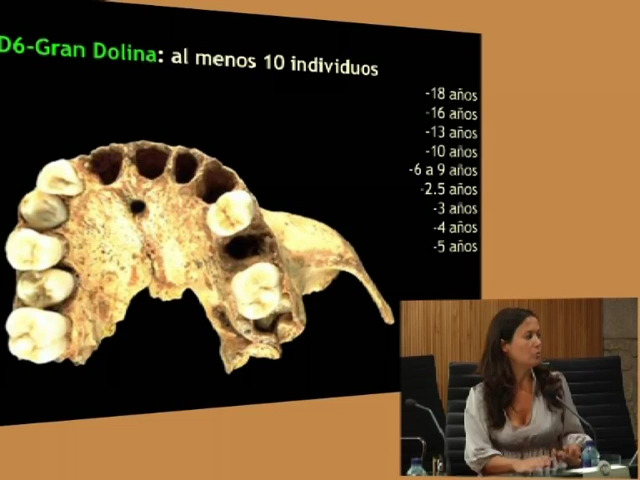 D6-Gran Dolina: al menos 10 individuos
-18 años
-16 años
-13 años
-10 años
-6 a 9 años
-2.5 años
-3 años
-4 años
-5 años